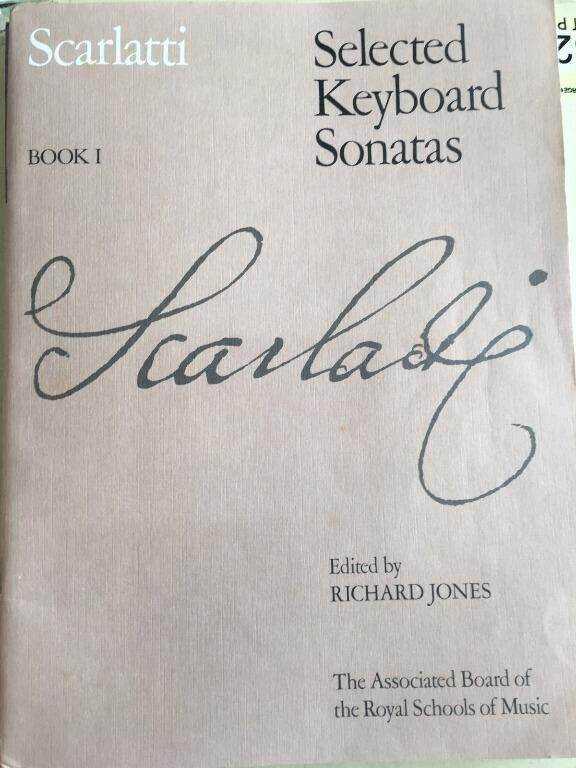 Scarlatti
Selected
Keyboard
Sonatas
BOOK I
Scarlatti
Edited by
RICHARD JONES
The Associated Board of
the Royal Schools of Music